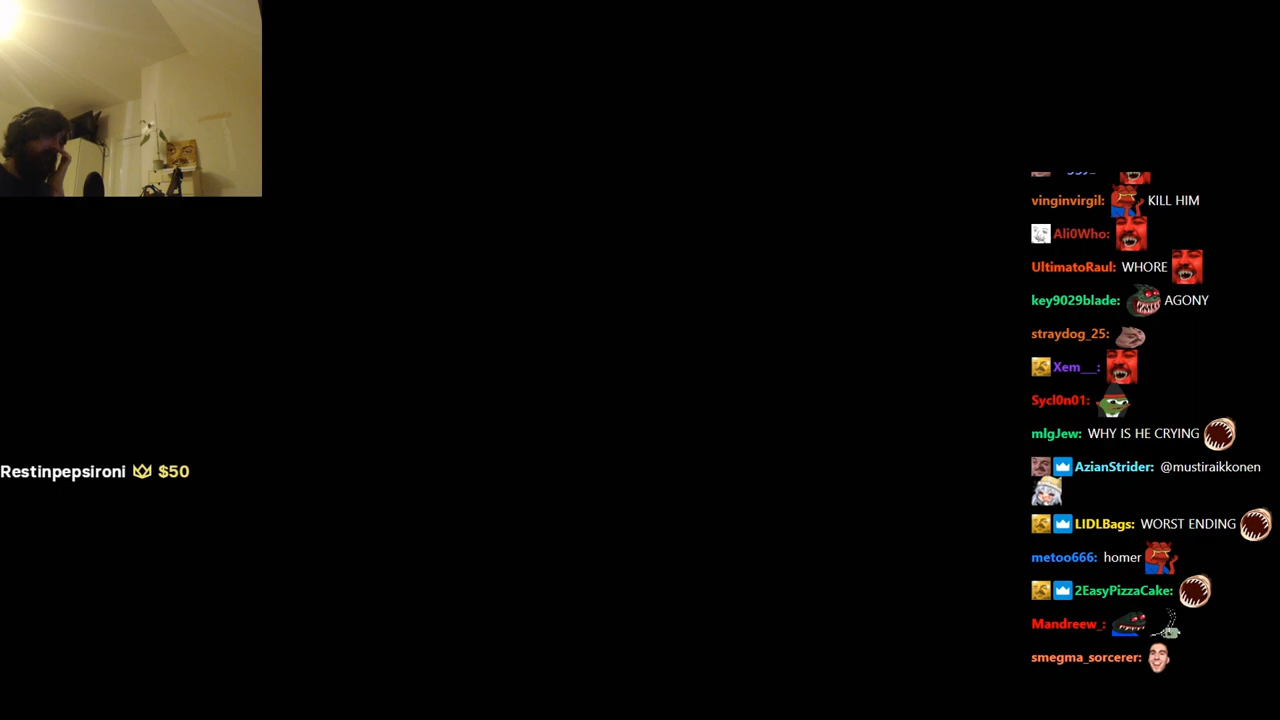 vinginvirgil: KILL HIM
Ali0Who:
UltimatoRaul: WHORE
key9029blade: AGONY
straydog_25:
Xem___:
Sycl0n01:
mlgJew: WHY IS HE CRYING
Restinpepsironi $50
AzianStrider: @mustiraikkonen
LIDLBags: WORST ENDING
metoo666: homer
2EasyPizzaCake:
Mandreew_:
smegma_sorcerer: